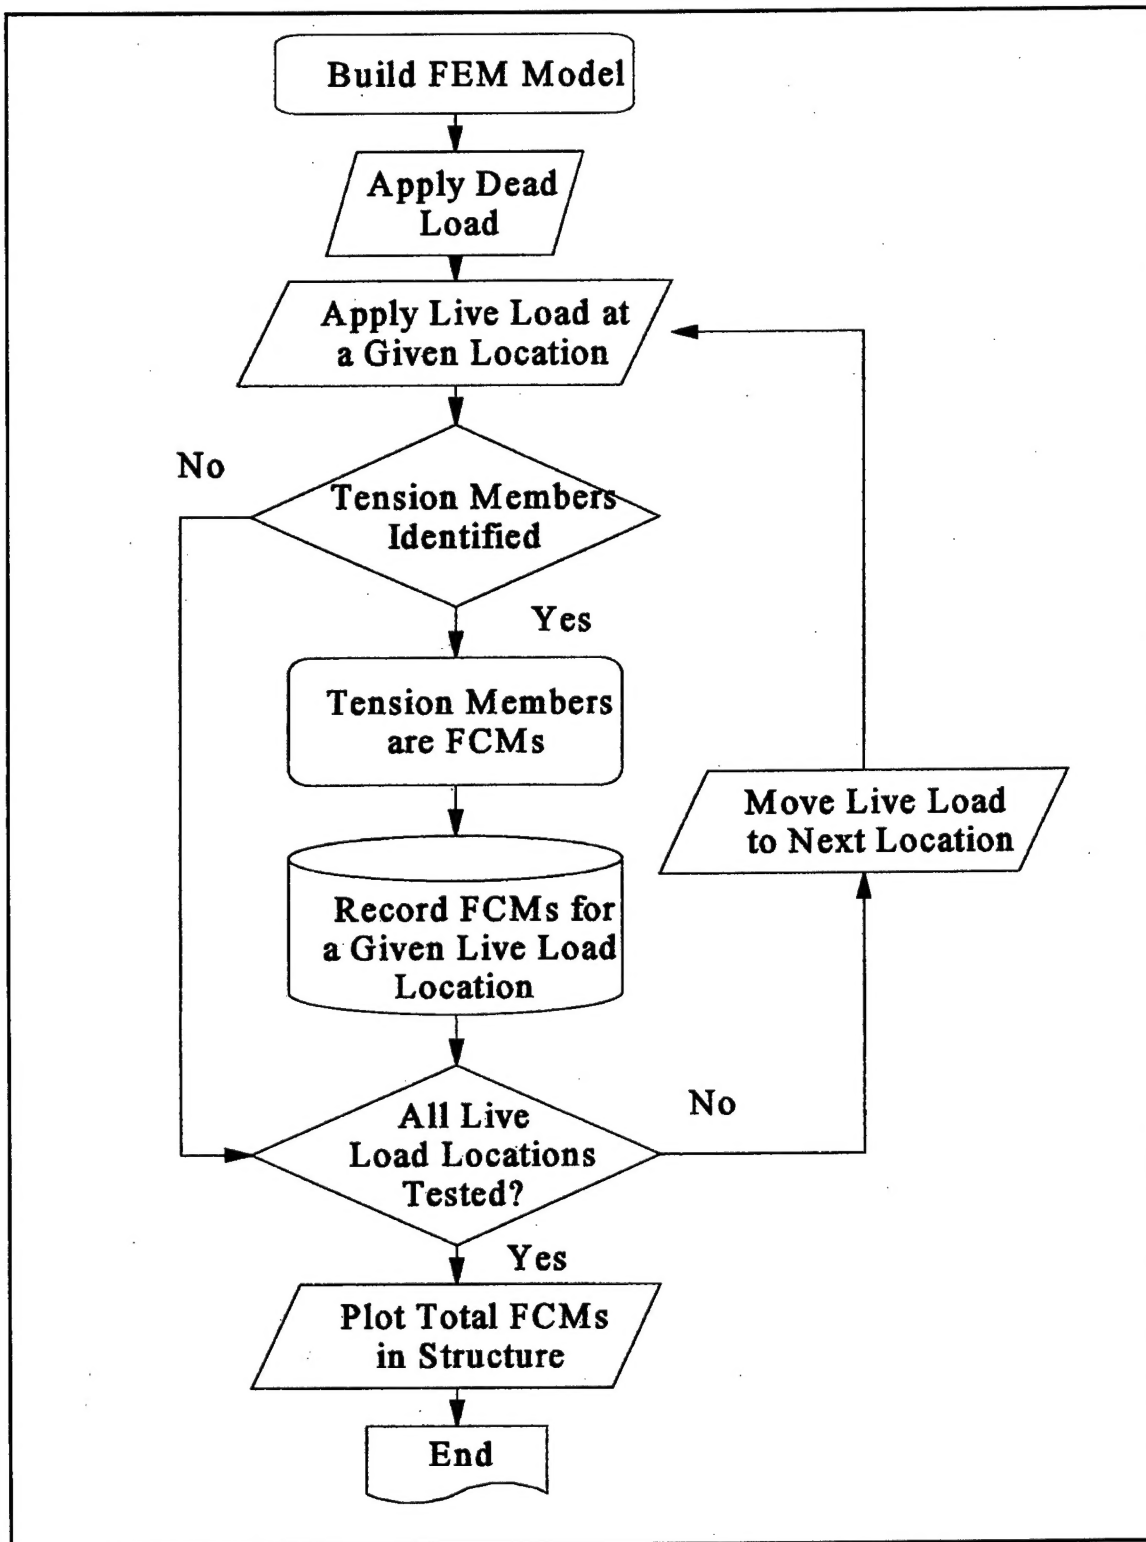 Build FEM Model
Apply Dead
Load
Apply Live Load at
a Given Location
No
Tension Members
Identified
Yes
Tension Members
are FCMs
Move Live Load
to Next Location
Record FCMs for
a Given Live Load
Location
No
All Live
Load Locations
Tested?
Yes
Plot Total FCMs
in Structure
End